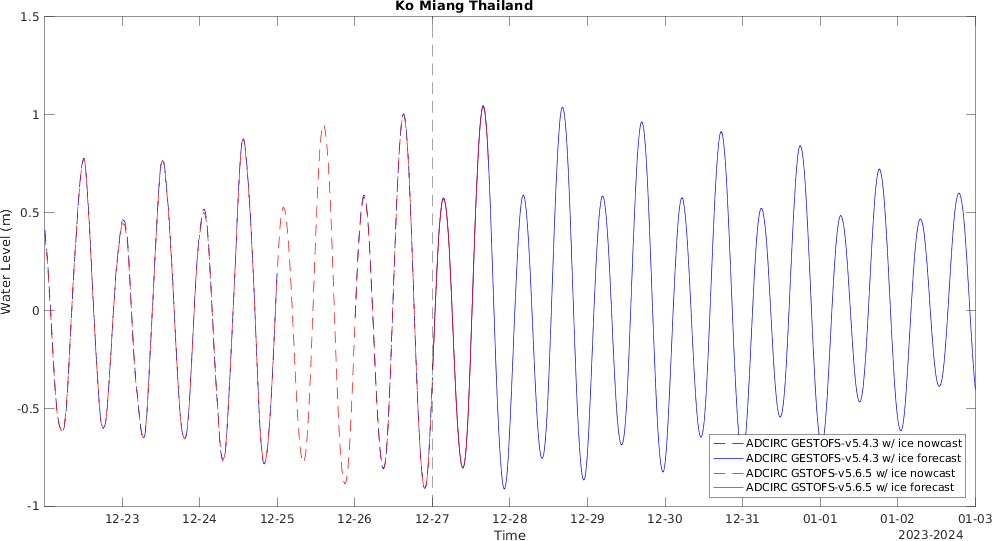 Ko Miang Thailand
1.5
1
0.5
0
-0.5
-1
Water Level (m)
12-23
12-24
12-25
12-26
12-27
12-28
12-29
12-30
12-31
01-01
01-02
01-03
Time
2023-2024
ADCIRC GESTOFS-v5.4.3 w/ ice nowcast
ADCIRC GESTOFS-v5.4.3 w/ ice forecast
ADCIRC GSTOFS-v5.6.5 w/ ice nowcast
ADCIRC GSTOFS-v5.6.5 w/ ice forecast